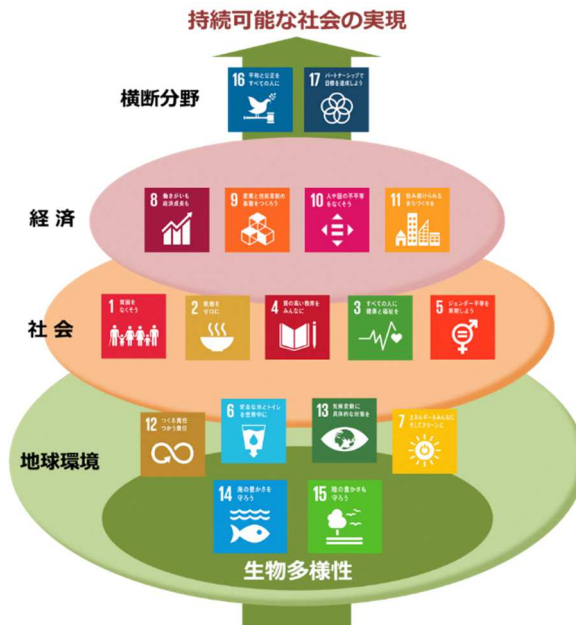 持続可能な社会の実現
横断分野
16 平和と公正を
すべての人に
17 パートナーシップで
目標を達成しよう
経済
8 働きがいも
経済成長も
9 産業と技術革新の
基盤をつくろう
10 人や国の不平等
をなくそう
11 住み続けられる
まちづくりを
社会
1 貧困を
なくそう
2 飢餓を
ゼロに
4 質の高い教育を
みんなに
3 すべての人に
健康と福祉を
5 ジェンダー平等を
実現しよう
地球環境
12 つくる責任
つかう責任
6 安全な水とトイレ
を世界中に
13 気候変動に
具体的な対策を
7 エネルギーをみんなに
そしてクリーンに
14 海の豊かさを
守ろう
15 陸の豊かさも
守ろう
生物多様性